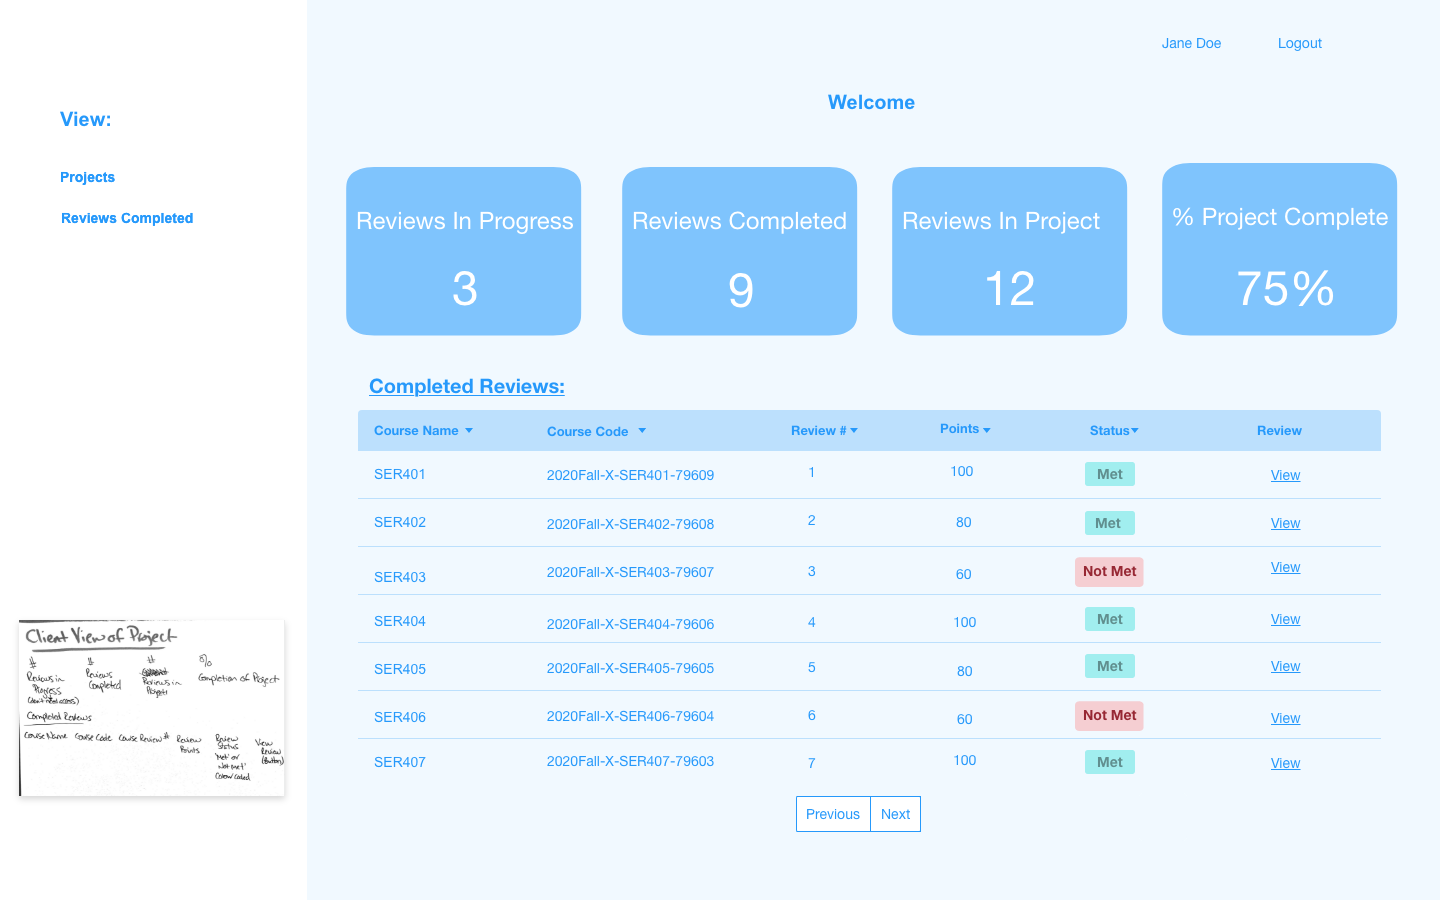 Jane Doe Logout
Welcome
View:
Projects
Reviews Completed
Reviews In Progress
3
Reviews Completed
9
Reviews In Project
12
% Project Complete
75%
Completed Reviews:
Course Name Course Code Review # Points Status Review
SER401 2020Fall-X-SER401-79609 1 100 Met View
SER402 2020Fall-X-SER402-79608 2 80 Met View
SER403 2020Fall-X-SER403-79607 3 60 Not Met View
SER404 2020Fall-X-SER404-79606 4 100 Met View
SER405 2020Fall-X-SER405-79605 5 80 Met View
SER406 2020Fall-X-SER406-79604 6 60 Not Met View
SER407 2020Fall-X-SER407-79603 7 100 Met View
Previous Next
Client View of Project
# # # %
Reviews in
Progress
(don't need access)
Reviews
Completed
Reviews in
Project
Completion of Project
Completed Reviews
Course Name Course Code Course Review #
Review
Points
Review
Status
'Met' or
'Not met'
Color coded
View
Review
(Button)